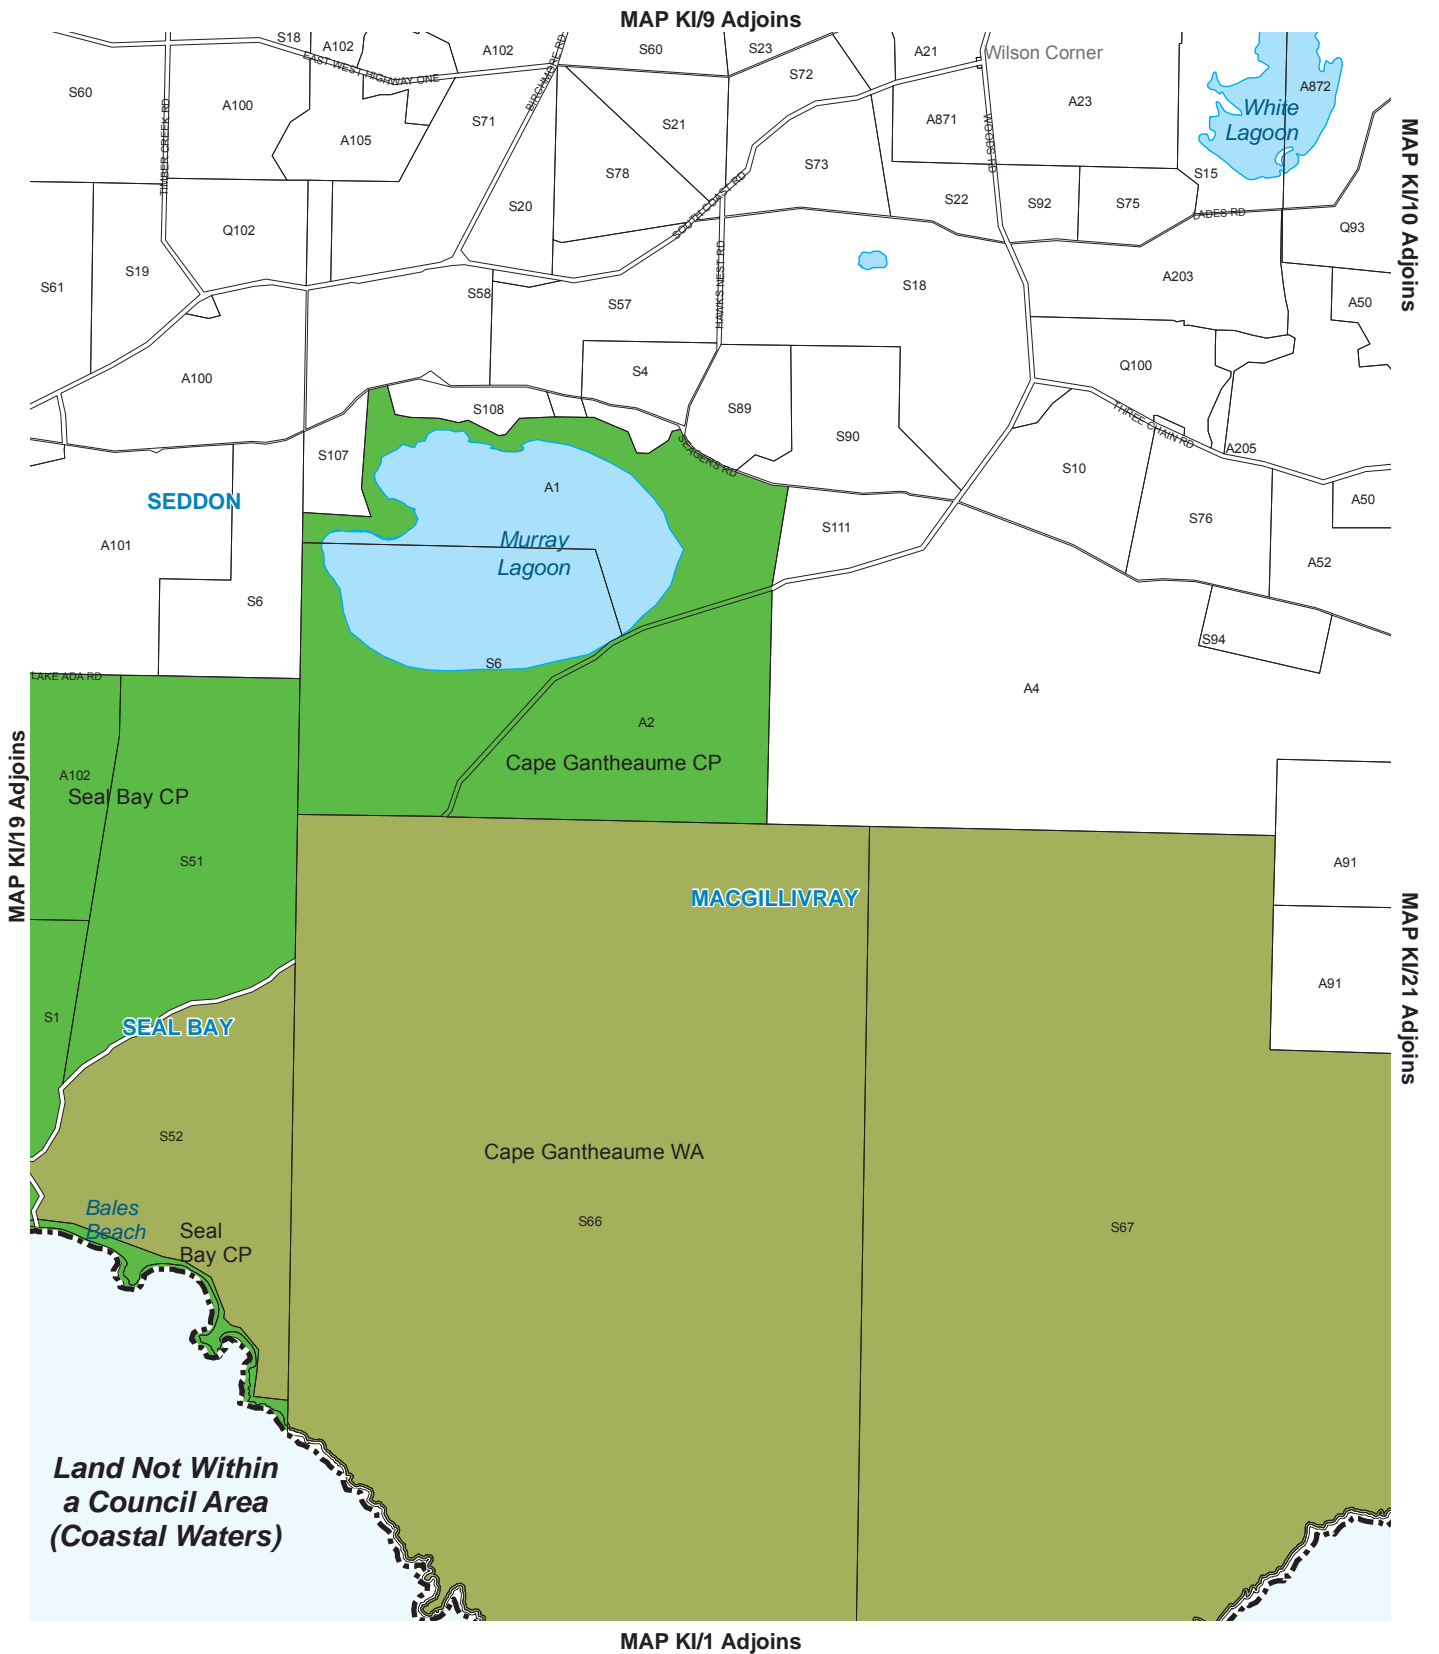 MAP KI/9 Adjoins
S18
A102
A102
S60
S23
A21
Wilson Corner
EAST WEST HIGHWAY ONE
BIRCHMORE RD
S60
A100
S72
A872
A23
White
Lagoon
TIMBER CREEK RD
A105
S71
S21
A871
WOODS RD
MAP KI/10 Adjoins
S78
S73
S15
S20
SOUTH COAST RD
S22
S92
S75
LADES RD
Q102
Q93
S61
S19
HAWKS NEST RD
S58
S57
S18
A203
A50
A100
S4
Q100
S108
S89
S90
THREE CHAIN RD
A205
SEAGERS RD
S107
S10
SEDDON
A1
A50
S111
S76
A101
Murray
Lagoon
A52
S6
S94
S6
LAKE ADA RD
A4
A2
Cape Gantheaume CP
MAP KI/19 Adjoins
A102
Seal Bay CP
S51
A91
MACGILLIVRAY
MAP KI/21 Adjoins
A91
S1
SEAL BAY
S52
Cape Gantheaume WA
Bales
Beach
Seal
Bay CP
S66
S67
Land Not Within
a Council Area
(Coastal Waters)
MAP KI/1 Adjoins